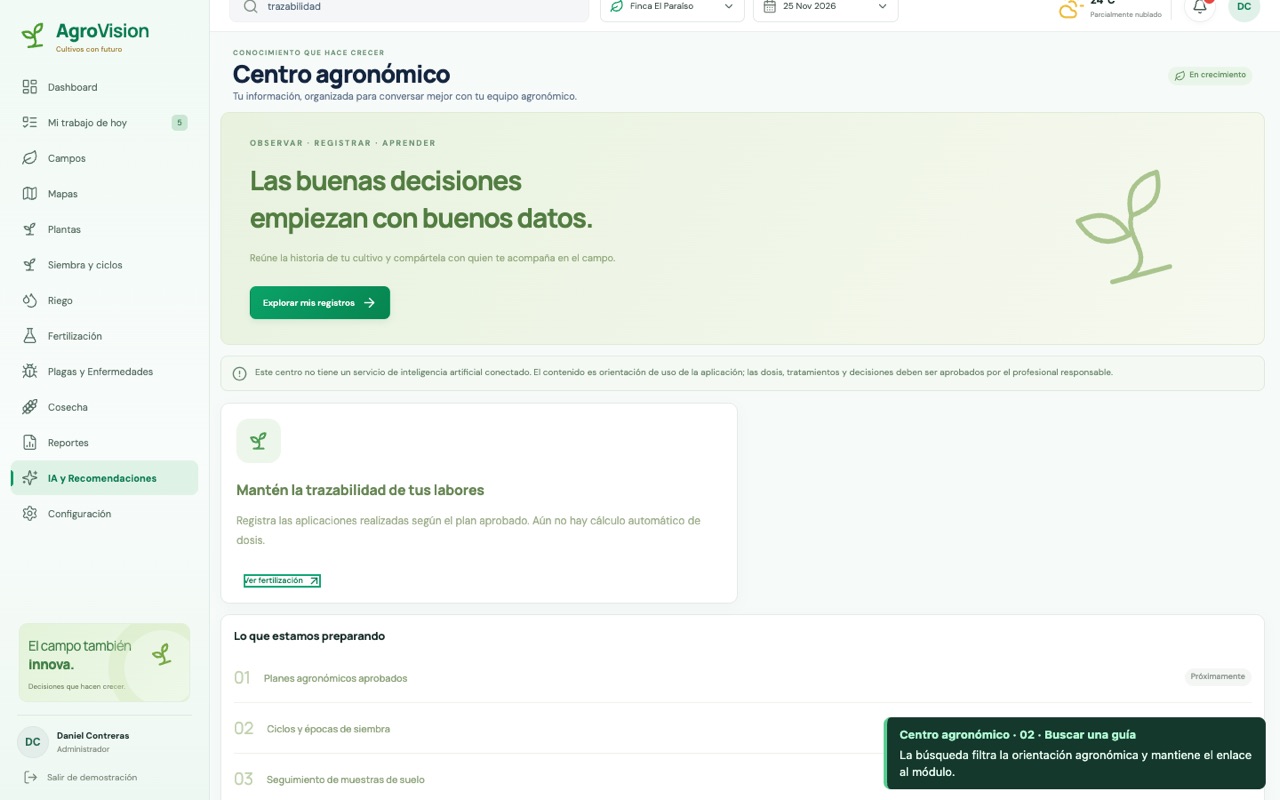 AgroVision
Cultivos con futuro
Dashboard
Mi trabajo de hoy 5
Campos
Mapas
Plantas
Siembra y ciclos
Riego
Fertilización
Plagas y Enfermedades
Cosecha
Reportes
IA y Recomendaciones
Configuración
El campo también
innova.
Decisiones que hacen crecer.
DC
Daniel Contreras
Administrador
Salir de demostración
trazabilidad
Finca El Paraíso
25 Nov 2026
24°C
Parcialmente nublado
DC
CONOCIMIENTO QUE HACE CRECER
Centro agronómico
Tu información, organizada para conversar mejor con tu equipo agronómico.
En crecimiento
OBSERVAR · REGISTRAR · APRENDER
Las buenas decisiones
empiezan con buenos datos.
Reúne la historia de tu cultivo y compártela con quien te acompaña en el campo.
Explorar mis registros
Este centro no tiene un servicio de inteligencia artificial conectado. El contenido es orientación de uso de la aplicación; las dosis, tratamientos y decisiones deben ser aprobados por el profesional responsable.
Mantén la trazabilidad de tus labores
Registra las aplicaciones realizadas según el plan aprobado. Aún no hay cálculo automático de
dosis.
Ver fertilización
Lo que estamos preparando
01 Planes agronómicos aprobados
Próximamente
02 Ciclos y épocas de siembra
03 Seguimiento de muestras de suelo
Centro agronómico · 02 · Buscar una guía
La búsqueda filtra la orientación agronómica y mantiene el enlace
al módulo.